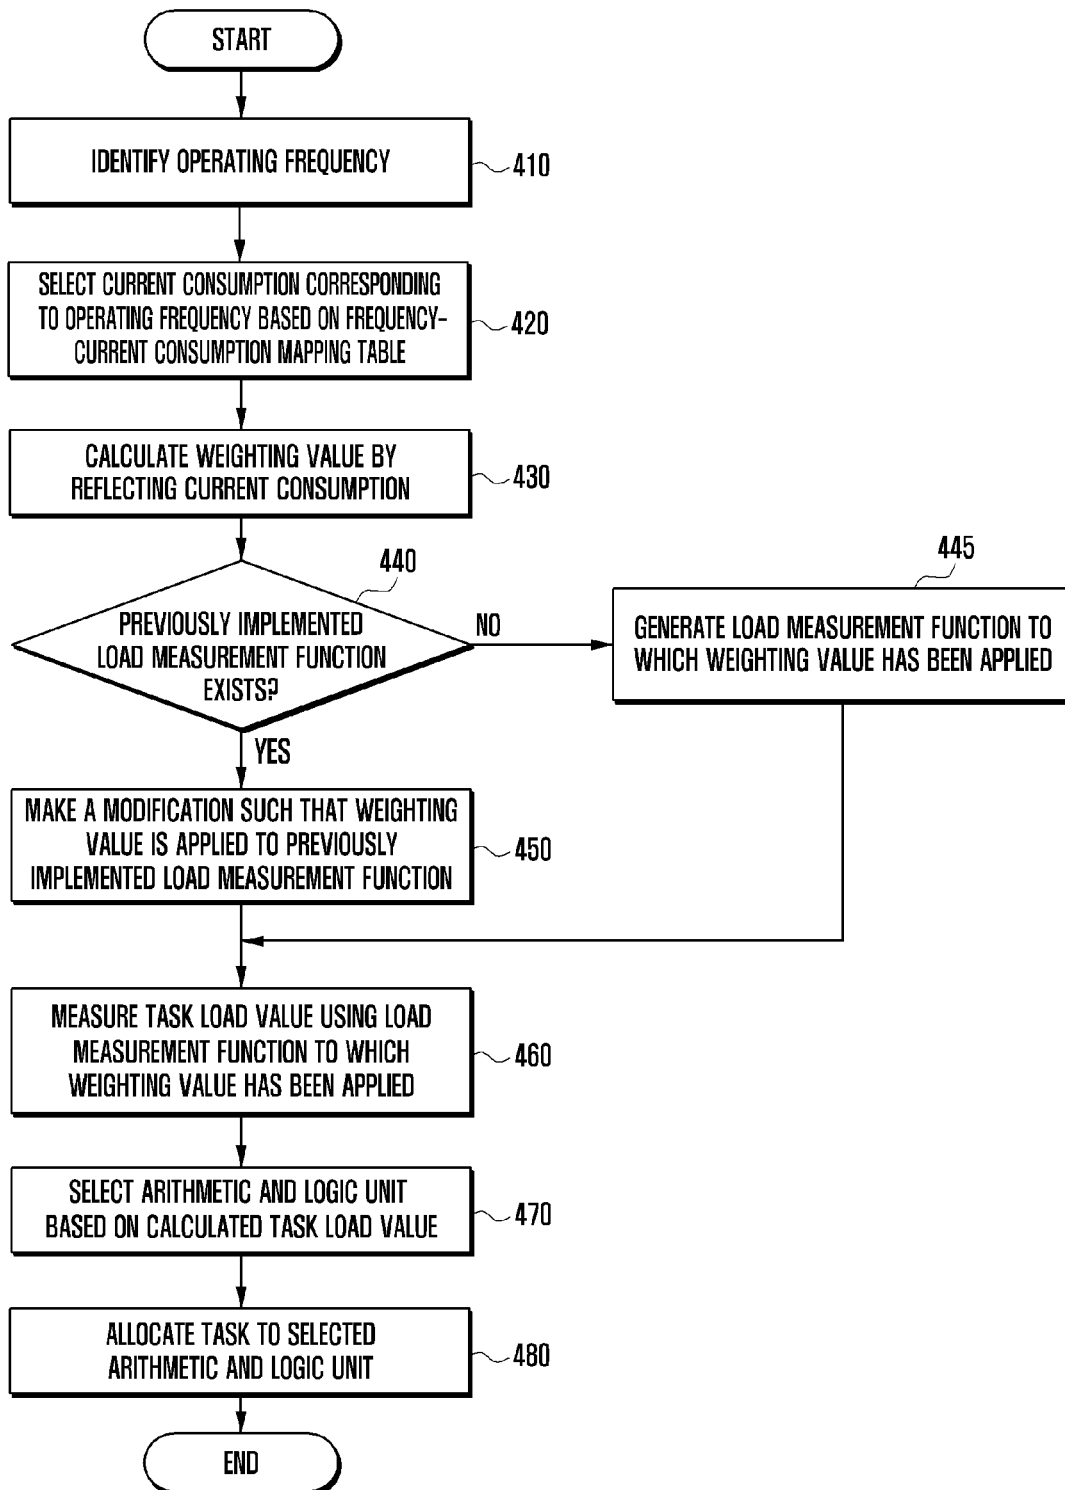 START
IDENTIFY OPERATING FREQUENCY
410
SELECT CURRENT CONSUMPTION CORRESPONDING
TO OPERATING FREQUENCY BASED ON FREQUENCY-
CURRENT CONSUMPTION MAPPING TABLE
420
CALCULATE WEIGHTING VALUE BY
REFLECTING CURRENT CONSUMPTION
430
440
PREVIOUSLY IMPLEMENTED
LOAD MEASUREMENT FUNCTION
EXISTS?
NO
445
GENERATE LOAD MEASUREMENT FUNCTION TO
WHICH WEIGHTING VALUE HAS BEEN APPLIED
YES
MAKE A MODIFICATION SUCH THAT WEIGHTING
VALUE IS APPLIED TO PREVIOUSLY
IMPLEMENTED LOAD MEASUREMENT FUNCTION
450
MEASURE TASK LOAD VALUE USING LOAD
MEASUREMENT FUNCTION TO WHICH
WEIGHTING VALUE HAS BEEN APPLIED
460
SELECT ARITHMETIC AND LOGIC UNIT
BASED ON CALCULATED TASK LOAD VALUE
470
ALLOCATE TASK TO SELECTED
ARITHMETIC AND LOGIC UNIT
480
END